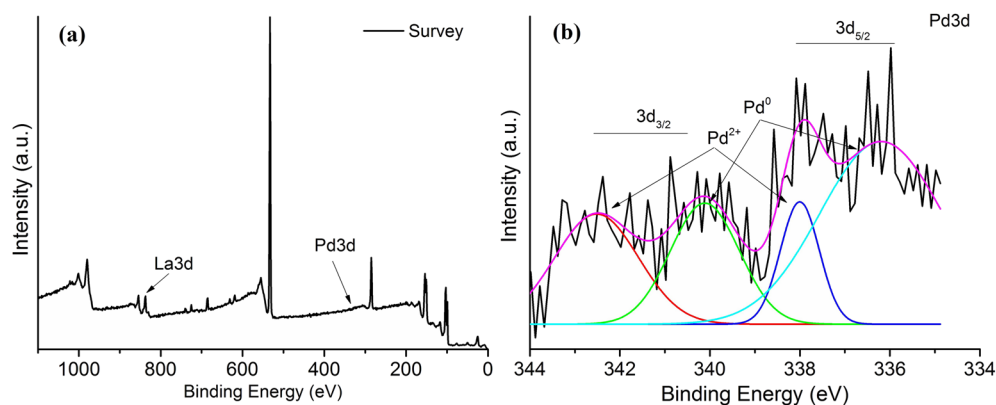 (a)
Survey
La3d
Pd3d
Intensity (a.u.)
1000 800 600 400 200 0
Binding Energy (eV)
(b)
Pd3d
3d₅/₂
Pd⁰
3d₃/₂
Pd²⁺
Intensity (a.u.)
344 342 340 338 336 334
Binding Energy (eV)